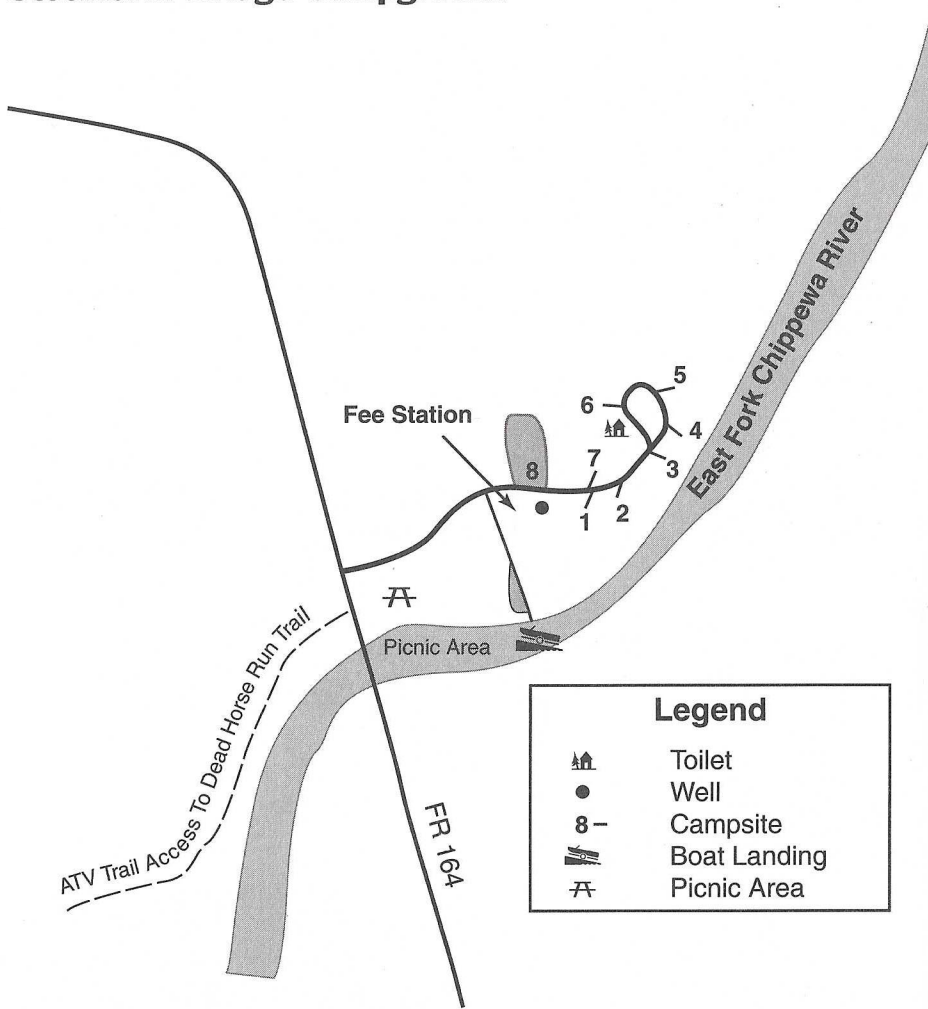 Fee Station
5
6
4
7
3
8
1
2
East Fork Chippewa River
Picnic Area
ATV Trail Access To Dead Horse Run Trail
FR 164
Legend
Toilet
Well
8 – Campsite
Boat Landing
Picnic Area